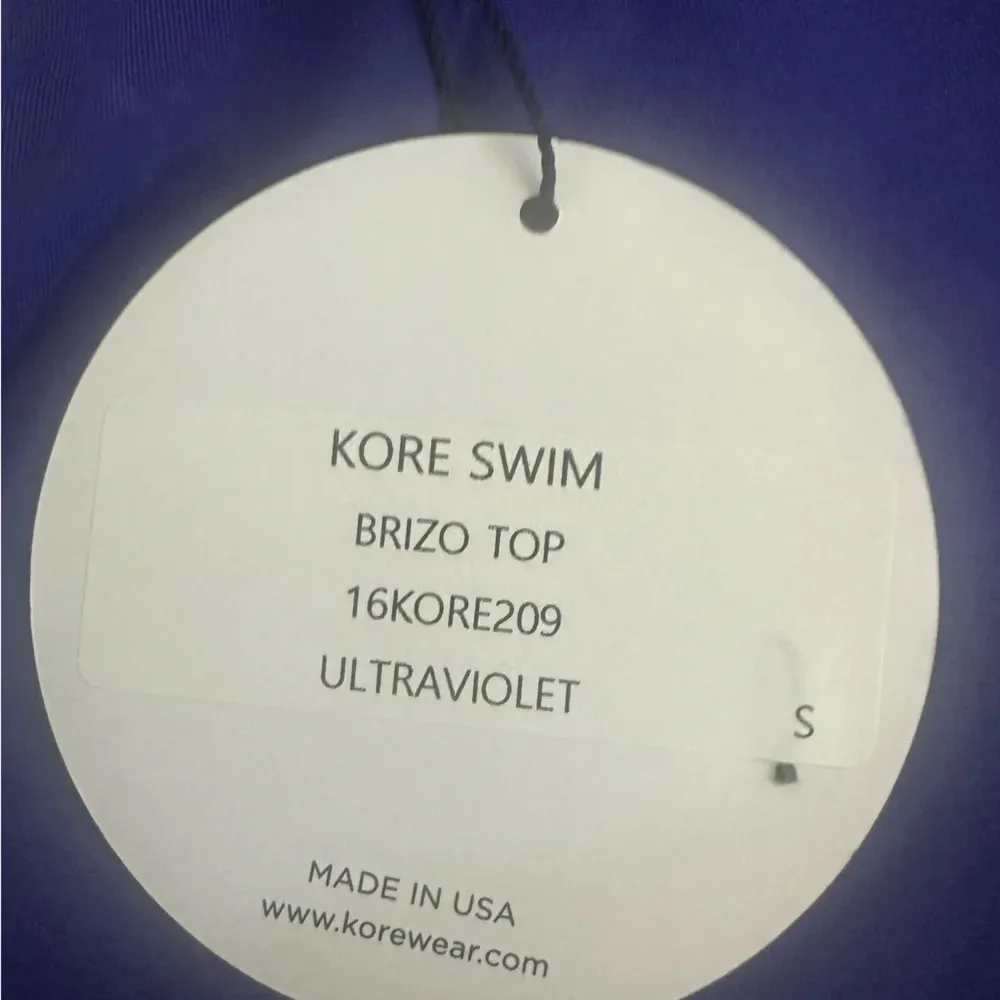 KORE SWIM
BRIZO TOP
16KORE209
ULTRAVIOLET
S
MADE IN USA
www.korewear.com